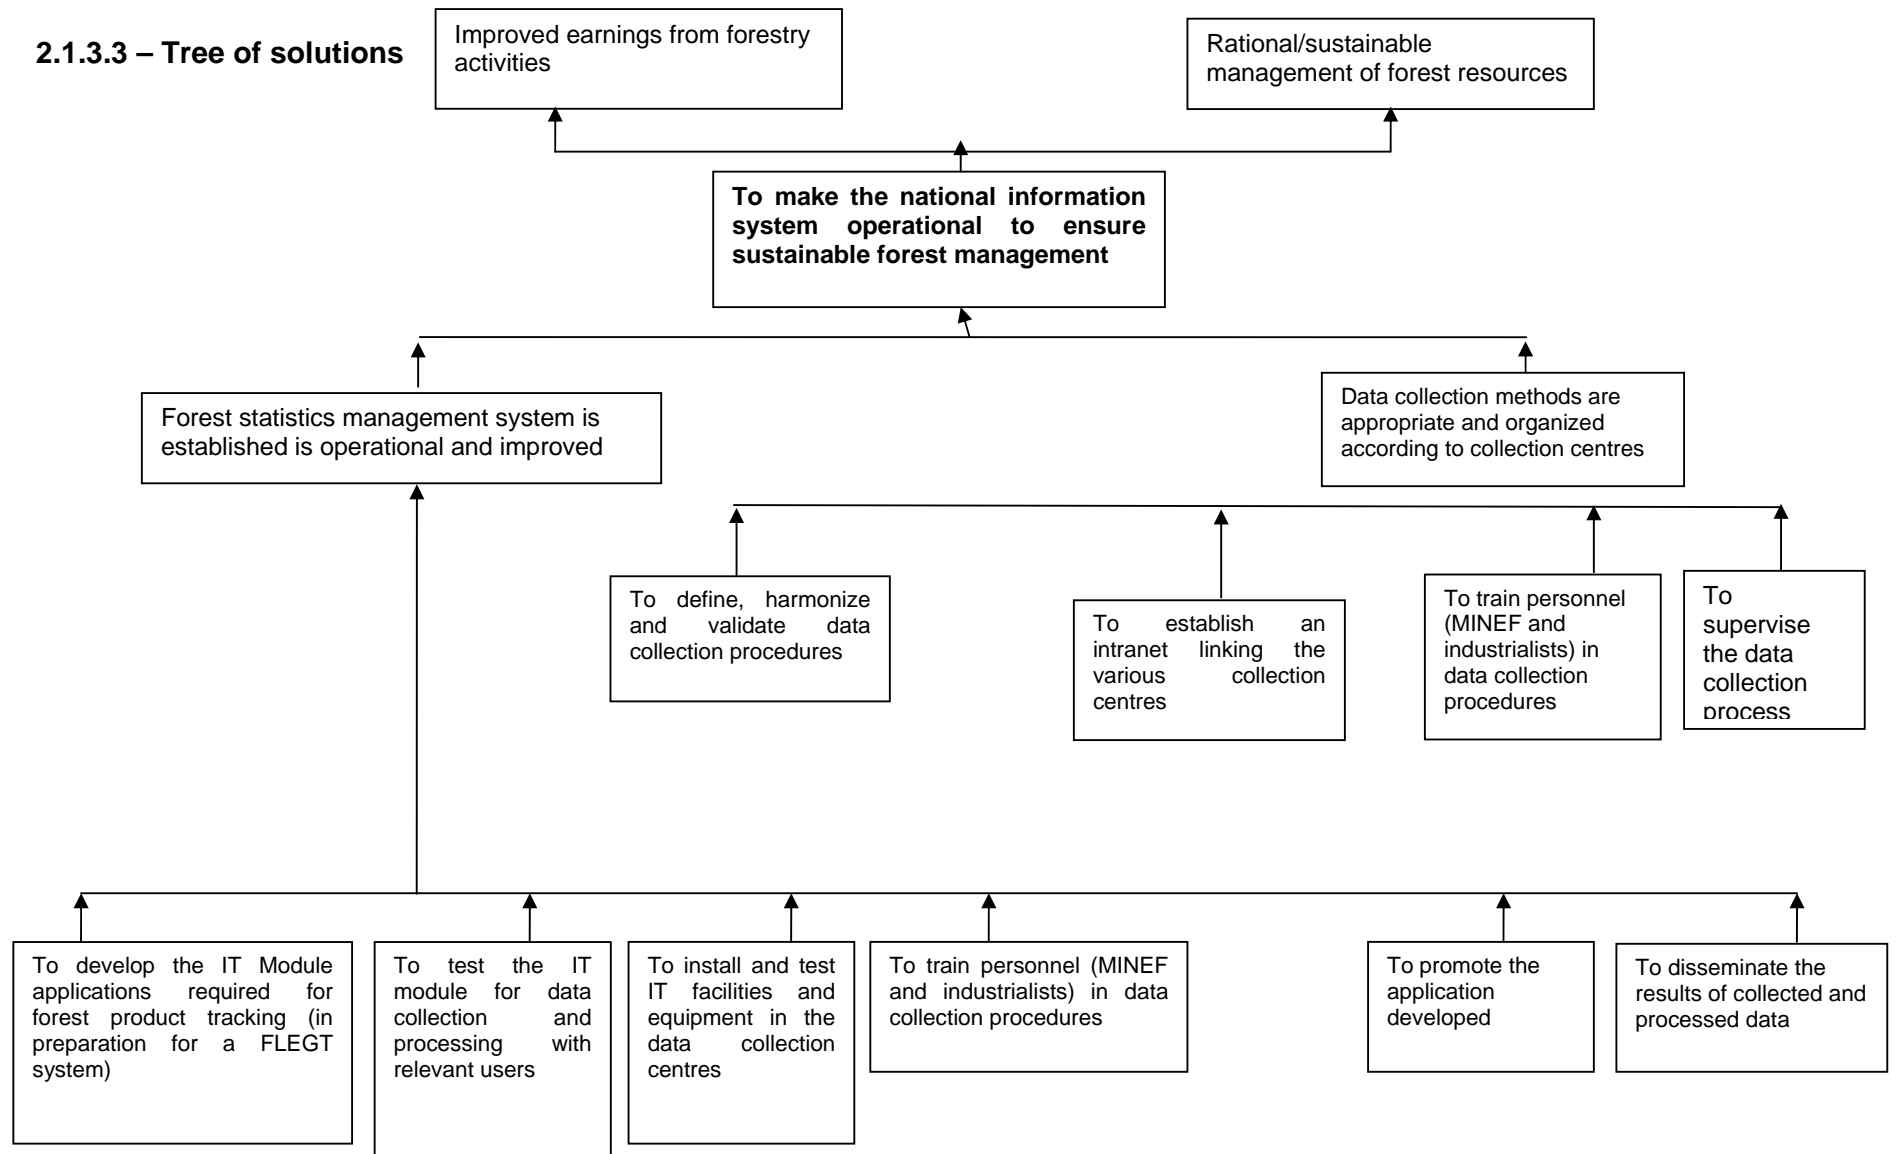 2.1.3.3 – Tree of solutions
Improved earnings from forestry
activities
Rational/sustainable
management of forest resources
To make the national information
system operational to ensure
sustainable forest management
Forest statistics management system is
established is operational and improved
Data collection methods are
appropriate and organized
according to collection centres
To define, harmonize
and validate data
collection procedures
To establish an
intranet linking the
various collection
centres
To train personnel
(MINEF and
industrialists) in
data collection
procedures
To
supervise
the data
collection
process
To develop the IT Module
applications required for
forest product tracking (in
preparation for a FLEGT
system)
To test the IT
module for data
collection and
processing with
relevant users
To install and test
IT facilities and
equipment in the
data collection
centres
To train personnel (MINEF
and industrialists) in data
collection procedures
To promote the
application
developed
To disseminate the
results of collected and
processed data